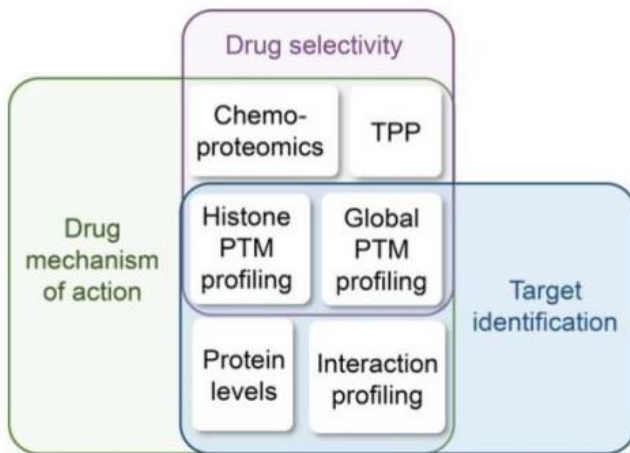 Drug selectivity
Chemo-
proteomics
TPP
Drug
mechanism
of action
Histone
PTM
profiling
Global
PTM
profiling
Target
identification
Protein
levels
Interaction
profiling